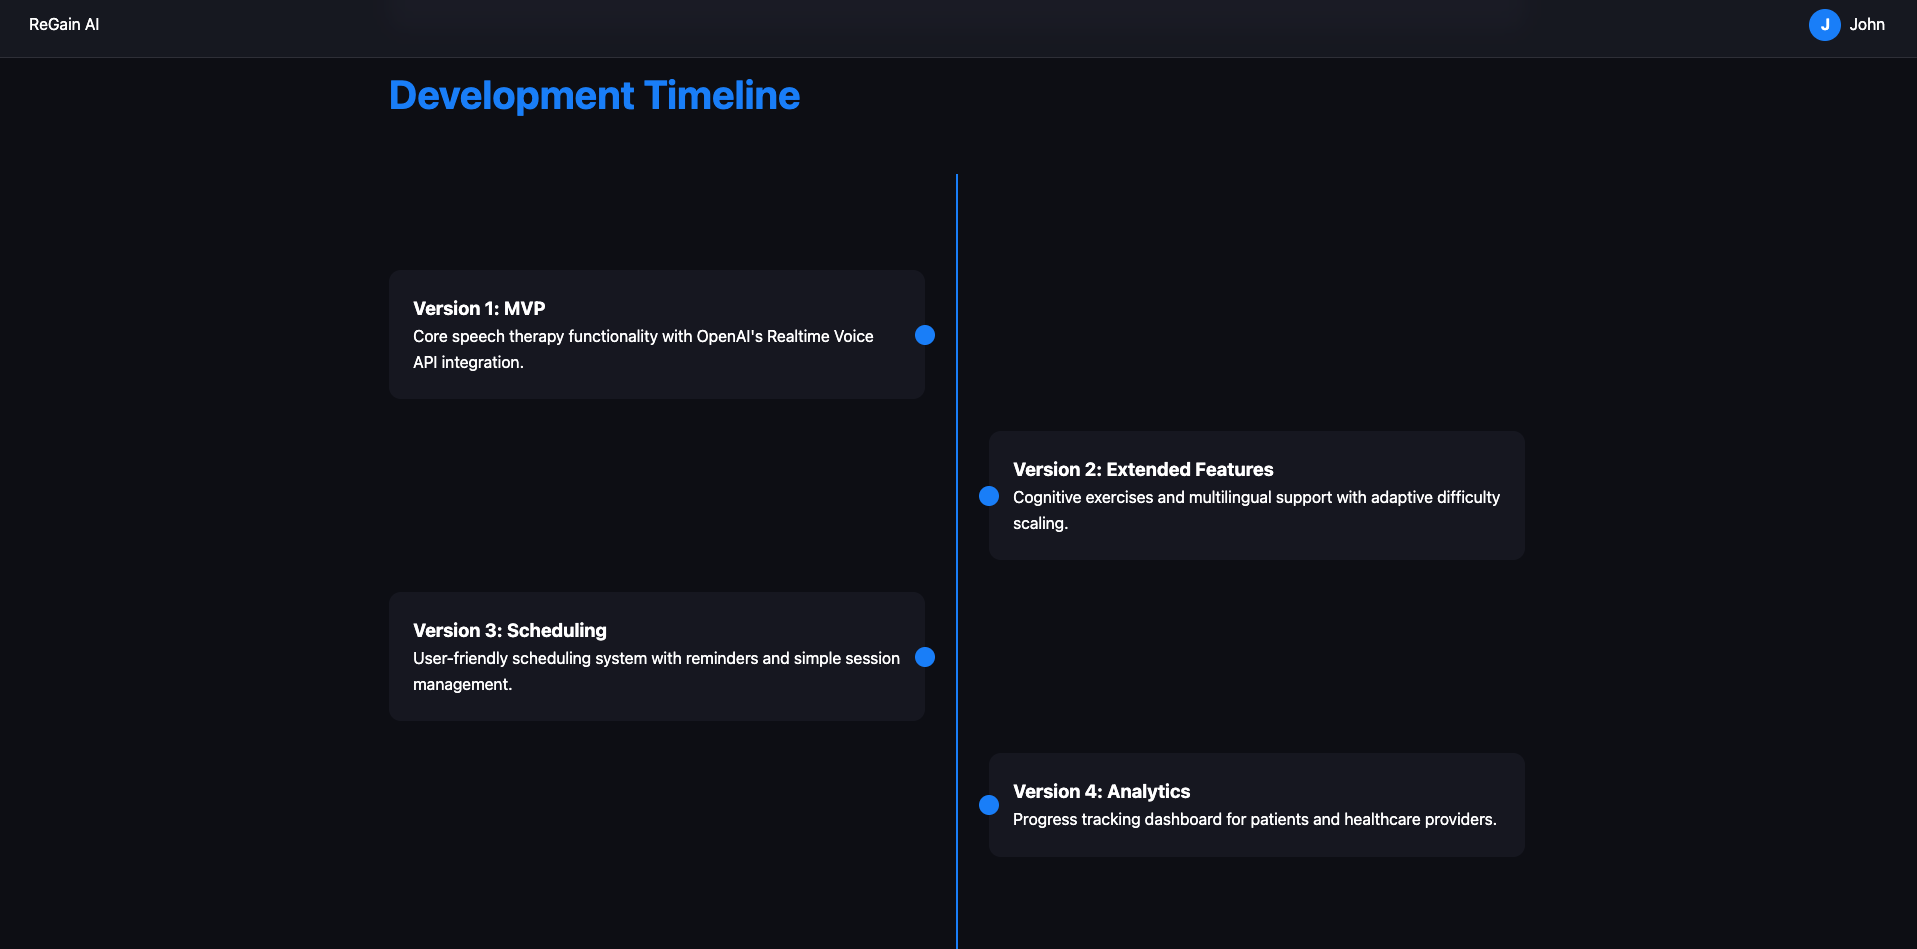 ReGain AI
J
John
Development Timeline
Version 1: MVP
Core speech therapy functionality with OpenAI's Realtime Voice
API integration.
Version 2: Extended Features
Cognitive exercises and multilingual support with adaptive difficulty
scaling.
Version 3: Scheduling
User-friendly scheduling system with reminders and simple session
management.
Version 4: Analytics
Progress tracking dashboard for patients and healthcare providers.